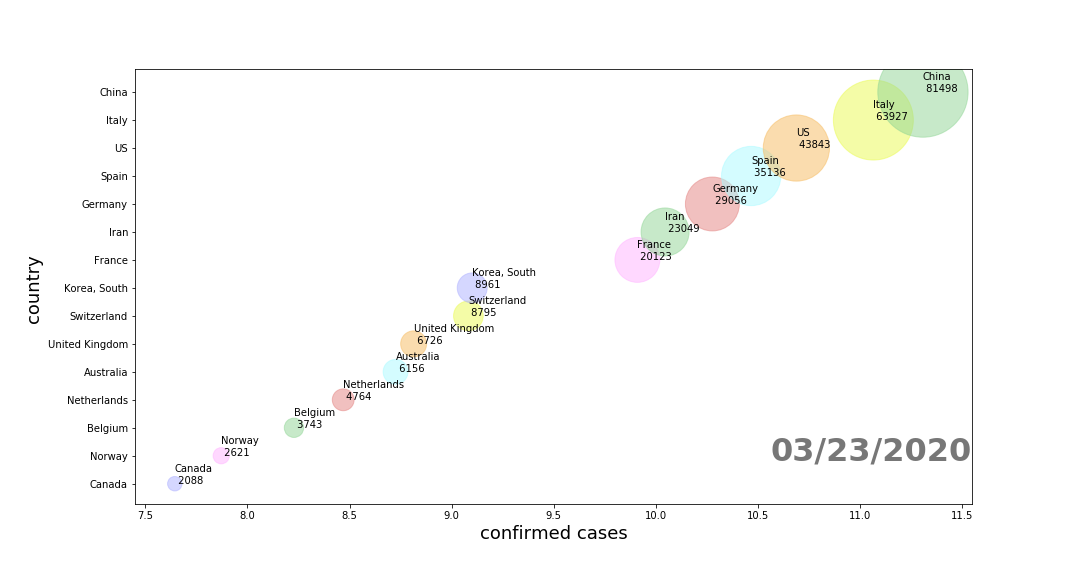 China
Italy
US
Spain
Germany
Iran
France
Korea, South
Switzerland
United Kingdom
Australia
Netherlands
Belgium
Norway
Canada
country
China
81498
Italy
63927
US
43843
Spain
35136
Germany
29056
Iran
23049
France
20123
Korea, South
8961
Switzerland
8795
United Kingdom
6726
Australia
6156
Netherlands
4764
Belgium
3743
Norway
2621
Canada
2088
03/23/2020
7.5 8.0 8.5 9.0 9.5 10.0 10.5 11.0 11.5
confirmed cases